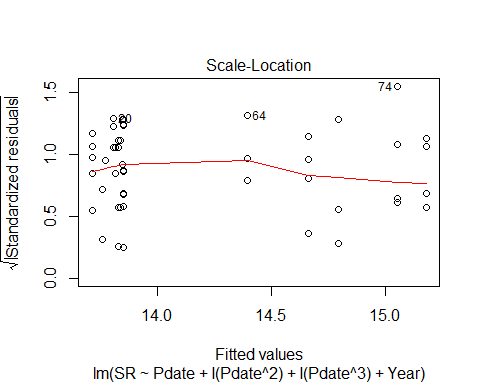 Scale-Location
√|Standardized residuals|
1.5
1.0
0.5
0.0
74
20
64
14.0 14.5 15.0
Fitted values
lm(SR ~ Pdate + I(Pdate^2) + I(Pdate^3) + Year)